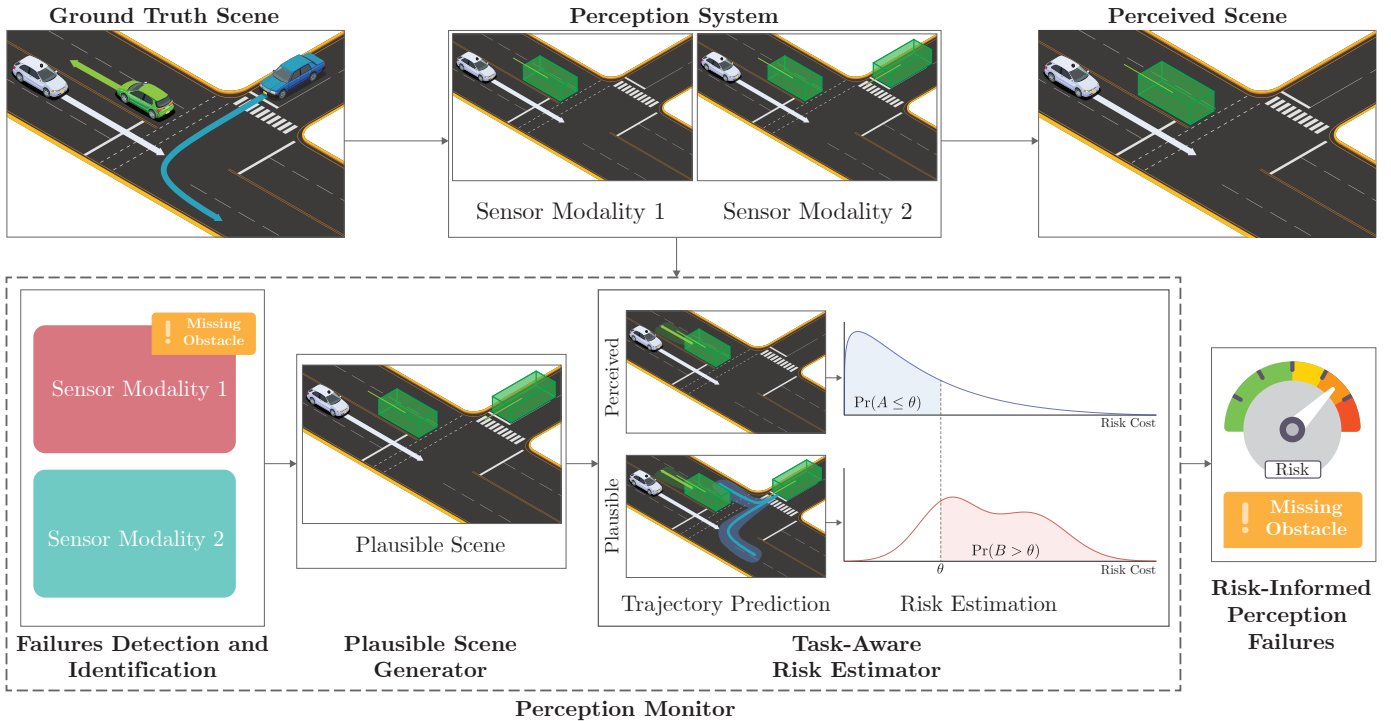 Ground Truth Scene
Perception System
Perceived Scene
Sensor Modality 1
Sensor Modality 2
Missing
Obstacle
Sensor Modality 1
Sensor Modality 2
Failures Detection and
Identification
Plausible Scene
Plausible Scene
Generator
Perceived
Plausible
Trajectory Prediction
Pr(A ≤ θ)
Risk Cost
Pr(B > θ)
θ
Risk Cost
Risk Estimation
Task-Aware
Risk Estimator
Risk
Missing
Obstacle
Risk-Informed
Perception
Failures
Perception Monitor